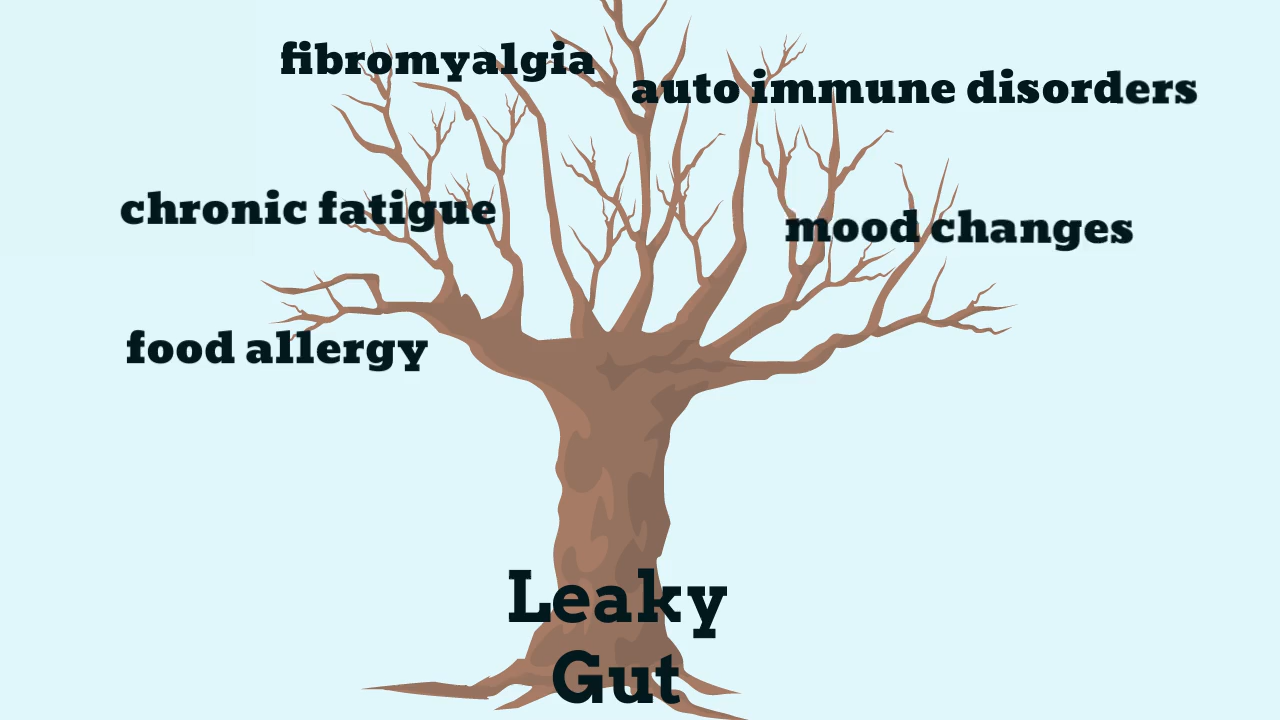 fibromyalgia
auto immune disorders
chronic fatigue
mood changes
food allergy
Leaky
Gut